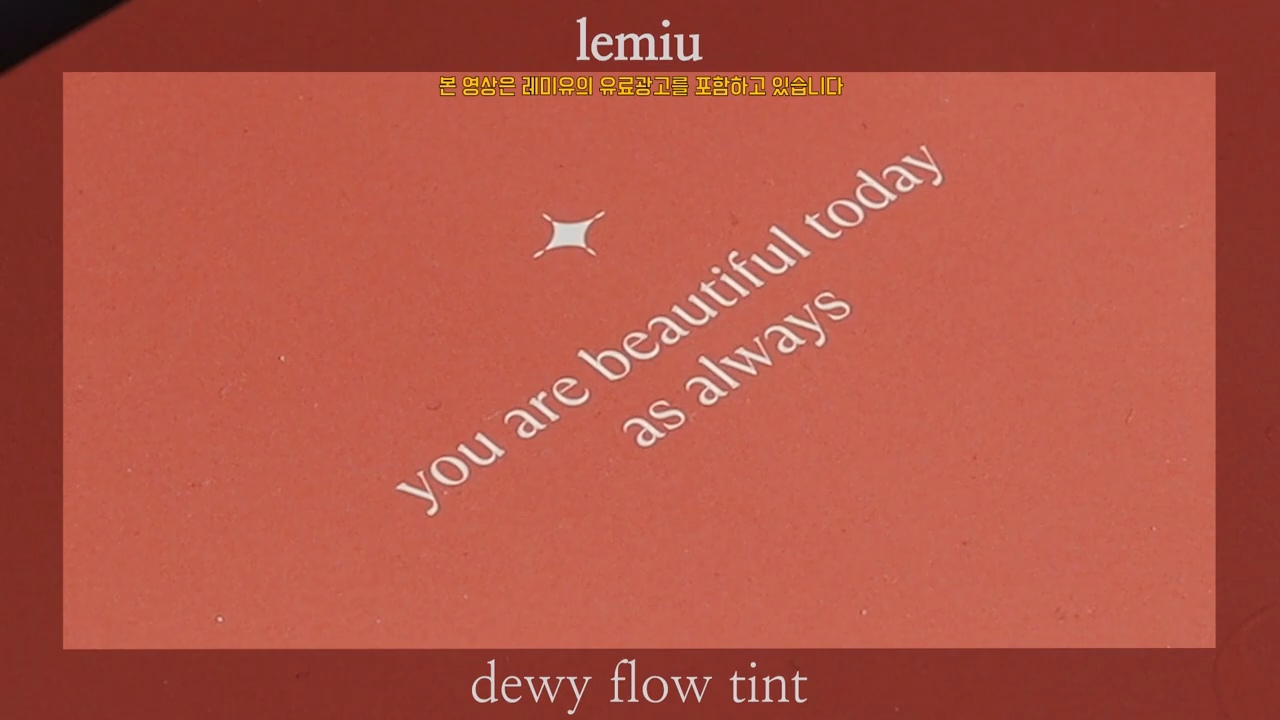 lemiu
본 영상은 레미유의 유료광고를 포함하고 있습니다
you are beautiful today
as always
dewy flow tint